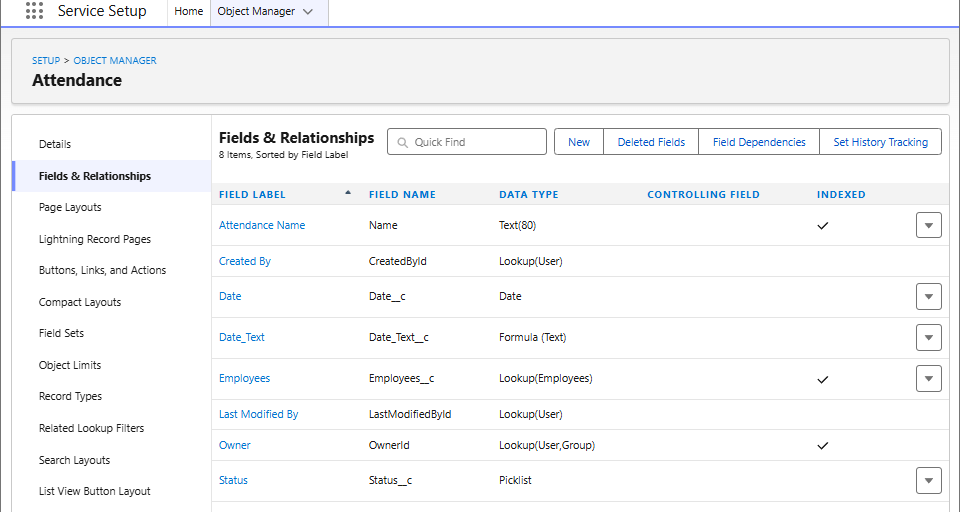 Service Setup Home Object Manager
SETUP > OBJECT MANAGER
Attendance
Details
Fields & Relationships
Page Layouts
Lightning Record Pages
Buttons, Links, and Actions
Compact Layouts
Field Sets
Object Limits
Record Types
Related Lookup Filters
Search Layouts
List View Button Layout
Fields & Relationships
8 Items, Sorted by Field Label
Quick Find
New Deleted Fields Field Dependencies Set History Tracking
FIELD LABEL FIELD NAME DATA TYPE CONTROLLING FIELD INDEXED
Attendance Name Name Text(80)
Created By CreatedById Lookup(User)
Date Date__c Date
Date_Text Date_Text__c Formula (Text)
Employees Employees__c Lookup(Employees)
Last Modified By LastModifiedById Lookup(User)
Owner OwnerId Lookup(User,Group)
Status Status__c Picklist